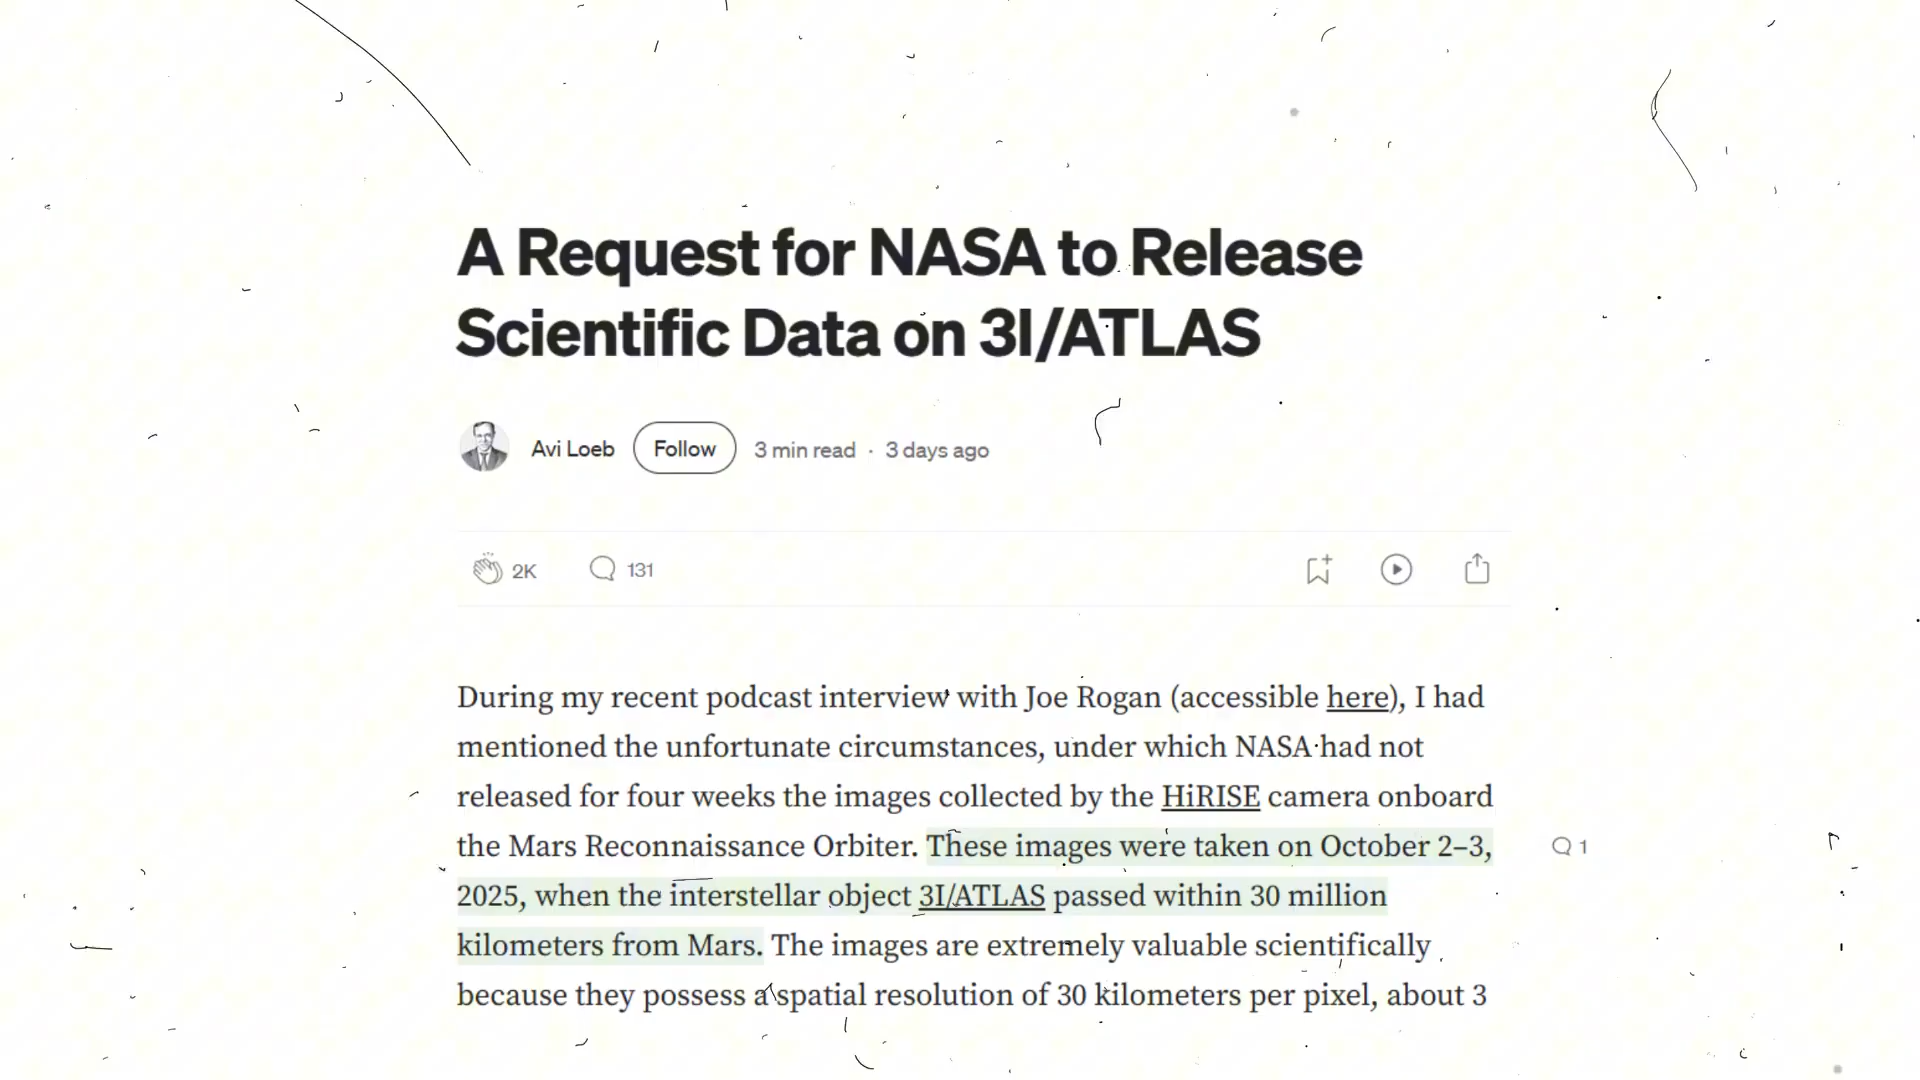 A Request for NASA to Release
Scientific Data on 3I/ATLAS
Avi Loeb Follow 3 min read · 3 days ago
2K 131
During my recent podcast interview with Joe Rogan (accessible here), I had
mentioned the unfortunate circumstances, under which NASA had not
released for four weeks the images collected by the HiRISE camera onboard
the Mars Reconnaissance Orbiter. These images were taken on October 2–3, 1
2025, when the interstellar object 3I/ATLAS passed within 30 million
kilometers from Mars. The images are extremely valuable scientifically
because they possess a spatial resolution of 30 kilometers per pixel, about 3